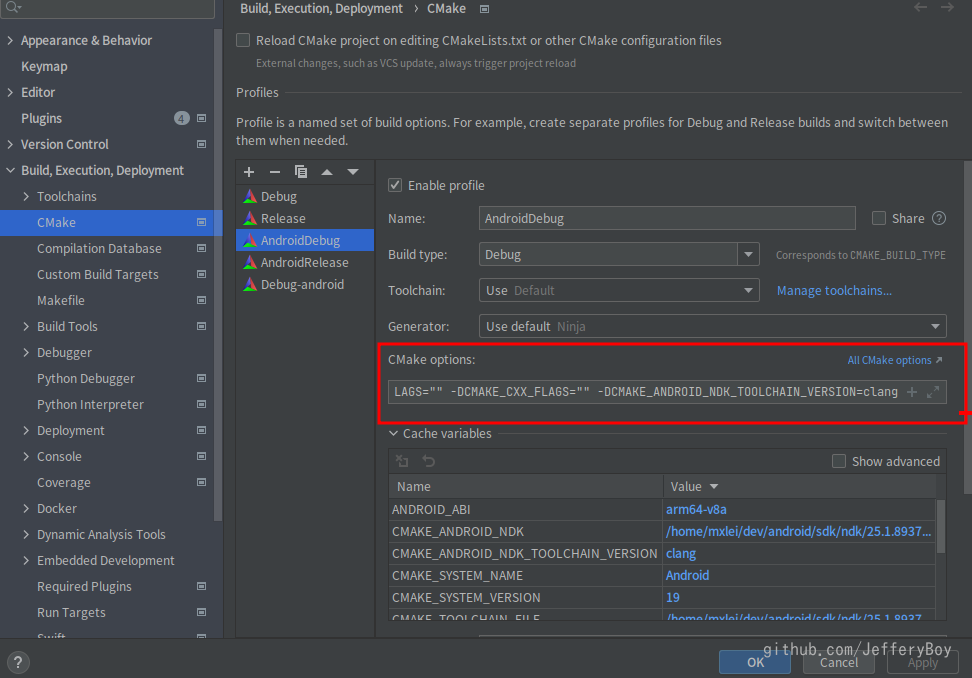 Build, Execution, Deployment › CMake
Appearance & Behavior
Keymap
Editor
Plugins 4
Version Control
Build, Execution, Deployment
Toolchains
CMake
Compilation Database
Custom Build Targets
Makefile
Build Tools
Debugger
Python Debugger
Python Interpreter
Deployment
Console
Coverage
Docker
Dynamic Analysis Tools
Embedded Development
Required Plugins
Run Targets
Swift
Reload CMake project on editing CMakeLists.txt or other CMake configuration files
External changes, such as VCS update, always trigger project reload
Profiles
Profile is a named set of build options. For example, create separate profiles for Debug and Release builds and switch between
them when needed.
Debug
Release
AndroidDebug
AndroidRelease
Debug-android
Enable profile
Name: AndroidDebug Share ?
Build type: Debug Corresponds to CMAKE_BUILD_TYPE
Toolchain: Use Default Manage toolchains...
Generator: Use default Ninja
CMake options: All CMake options ↗
LAGS="" -DCMAKE_CXX_FLAGS="" -DCMAKE_ANDROID_NDK_TOOLCHAIN_VERSION=clang
Cache variables
Show advanced
Name Value
ANDROID_ABI arm64-v8a
CMAKE_ANDROID_NDK /home/mxlei/dev/android/sdk/ndk/25.1.8937...
CMAKE_ANDROID_NDK_TOOLCHAIN_VERSION clang
CMAKE_SYSTEM_NAME Android
CMAKE_SYSTEM_VERSION 19
CMAKE_TOOLCHAIN_FILE /home/mxlei/dev/android/sdk/ndk/25.1.8937...
github.com/JefferyBoy
? OK Cancel Apply